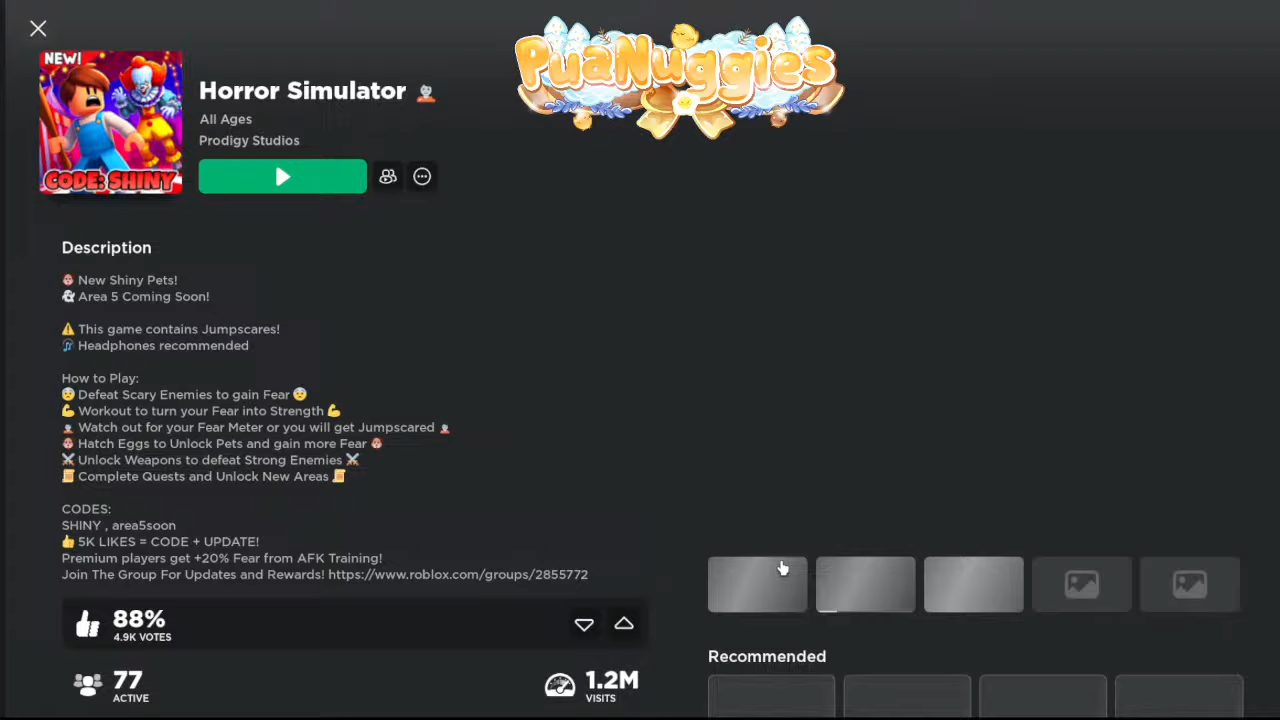 NEW!
CODE: SHINY
Horror Simulator
All Ages
Prodigy Studios
PuaNuggies
Description
New Shiny Pets!
Area 5 Coming Soon!
This game contains Jumpscares!
Headphones recommended
How to Play:
Defeat Scary Enemies to gain Fear
Workout to turn your Fear into Strength
Watch out for your Fear Meter or you will get Jumpscared
Hatch Eggs to Unlock Pets and gain more Fear
Unlock Weapons to defeat Strong Enemies
Complete Quests and Unlock New Areas
CODES:
SHINY , area5soon
5K LIKES = CODE + UPDATE!
Premium players get +20% Fear from AFK Training!
Join The Group For Updates and Rewards! https://www.roblox.com/groups/2855772
88%
4.9K VOTES
77
ACTIVE
1.2M
VISITS
Recommended